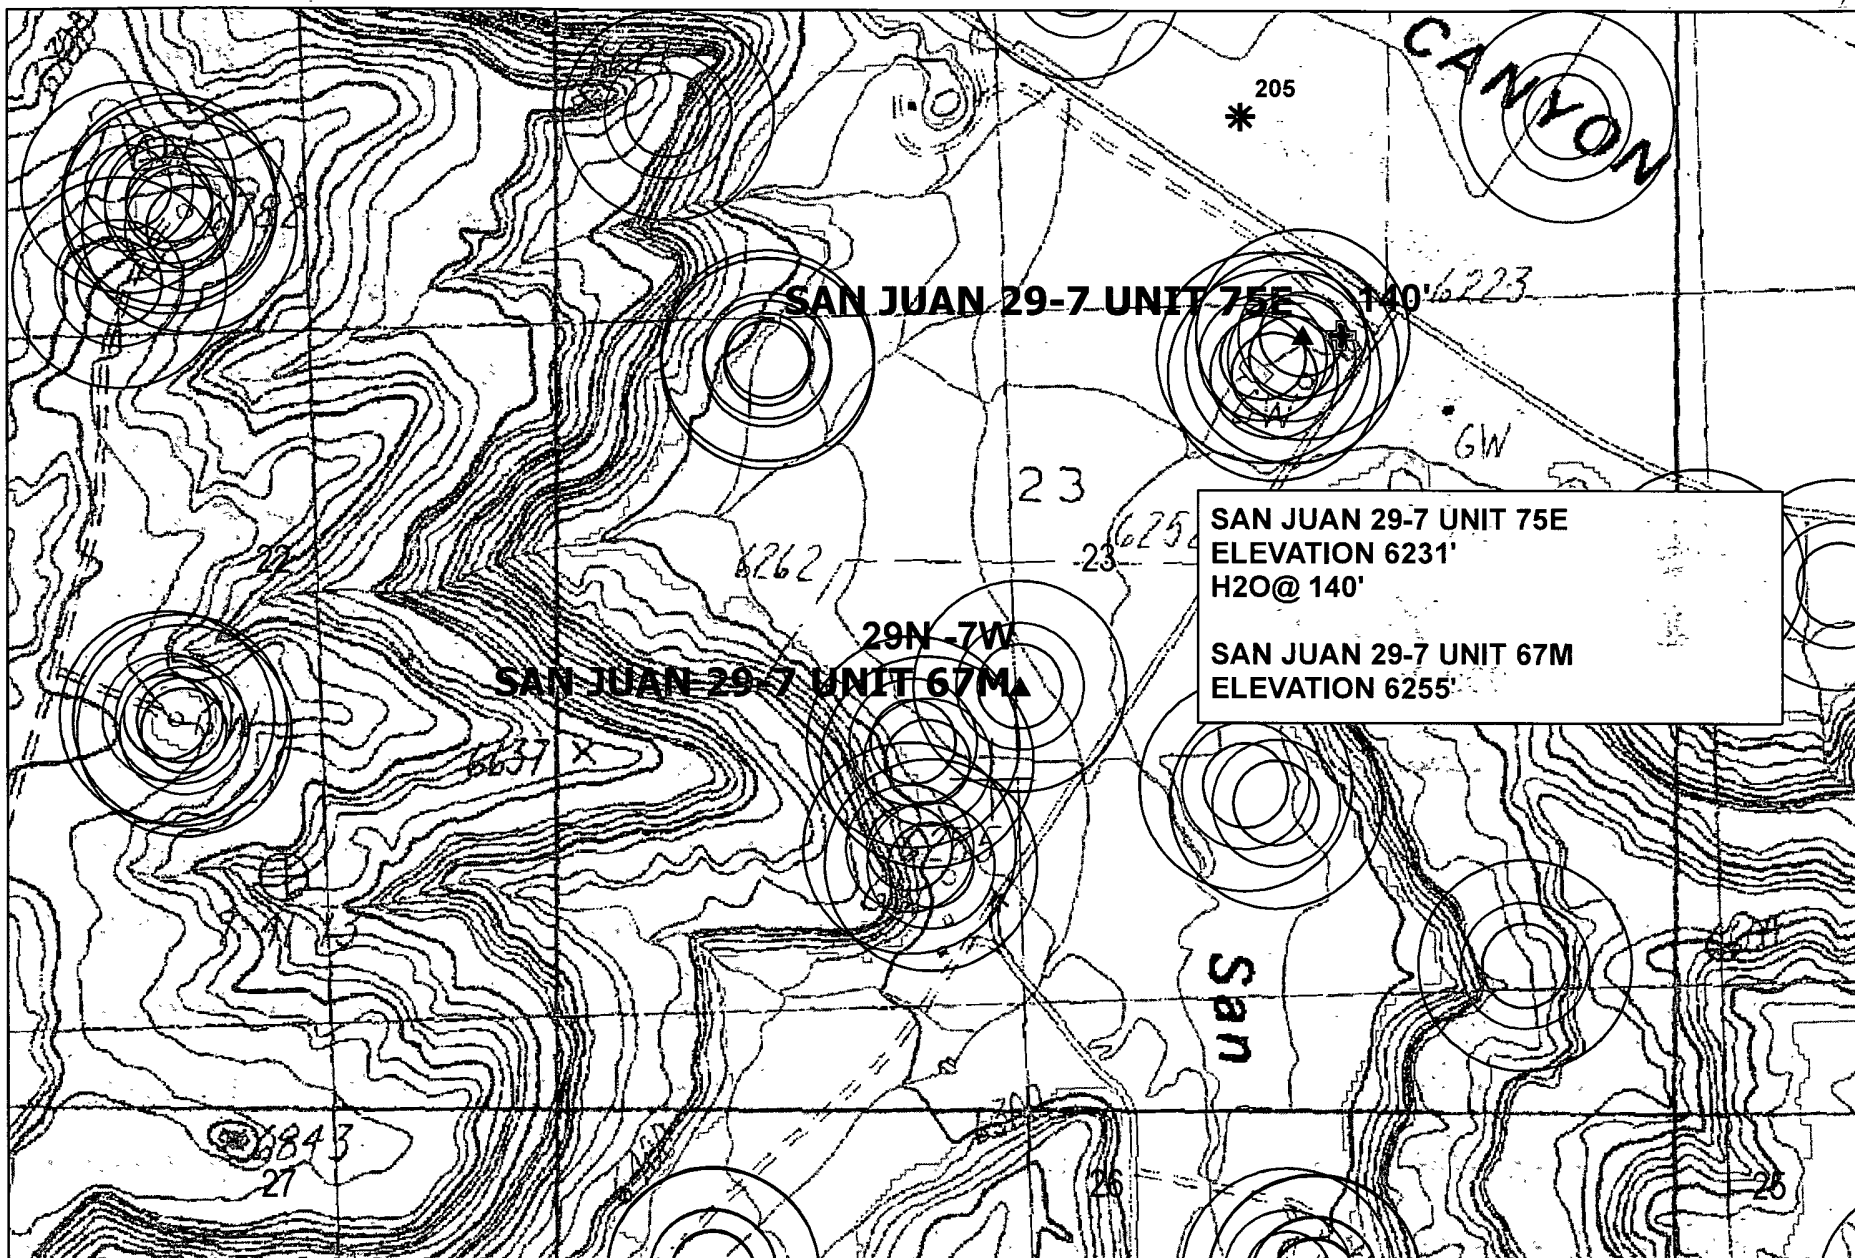 CANYON
205
SAN JUAN 29-7 UNIT 75E
140'
6223
GW
23
6262
22
23
SAN JUAN 29-7 UNIT 75E
ELEVATION 6231'
H2O@ 140'
SAN JUAN 29-7 UNIT 67M
ELEVATION 6255'
29N -7W
SAN JUAN 29-7 UNIT 67M
6637
San
6843
27
26
25